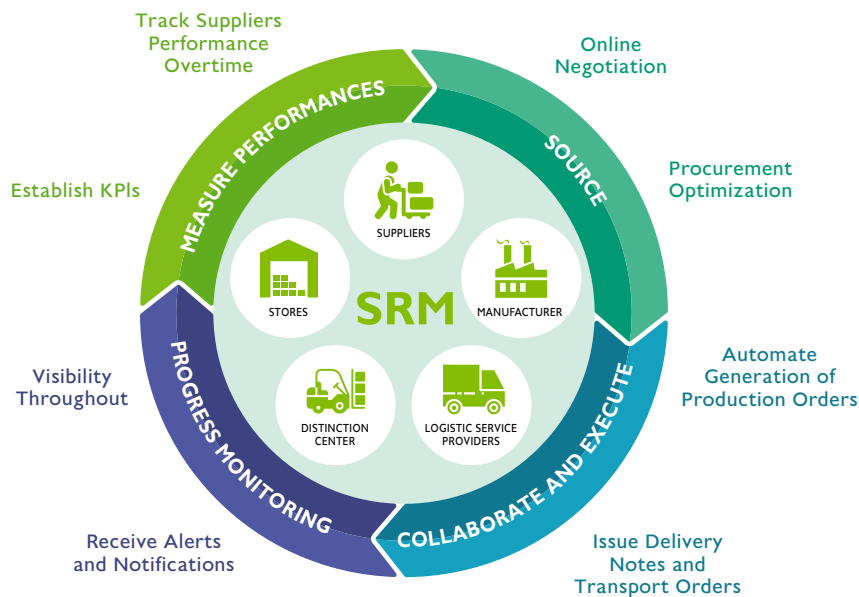 Track Suppliers
Performance
Overtime
Online
Negotiation
MEASURE PERFORMANCES
SOURCE
Establish KPIs
Procurement
Optimization
SUPPLIERS
STORES
SRM
MANUFACTURER
Visibility
Throughout
PROGRESS MONITORING
DISTINCTION
CENTER
LOGISTIC SERVICE
PROVIDERS
COLLABORATE AND EXECUTE
Automate
Generation of
Production Orders
Receive Alerts
and Notifications
Issue Delivery
Notes and
Transport Orders